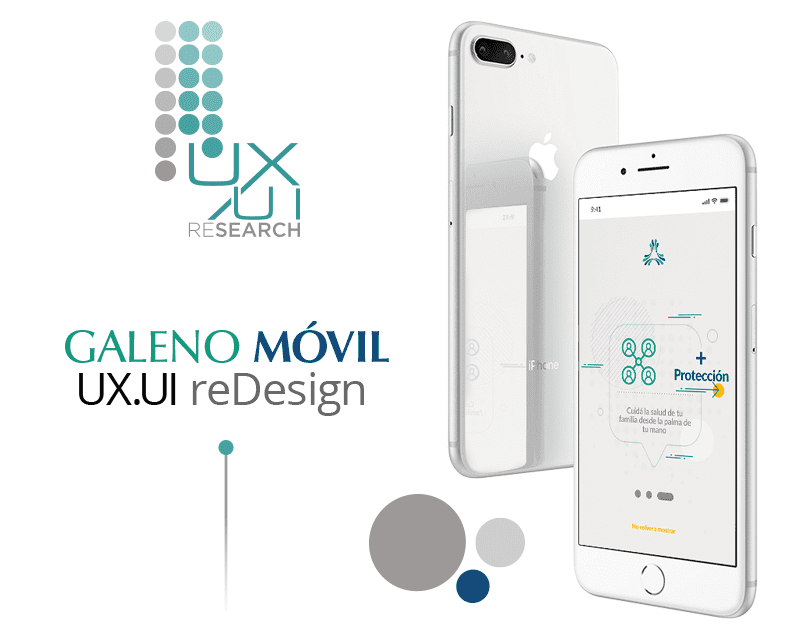 UX
UI
RESEARCH
GALENO MÓVIL
UX.UI reDesign
iPhone
9:41
+
Protección
Cuidá la salud de tu
familia desde la palma de
tu mano
No volver a mostrar